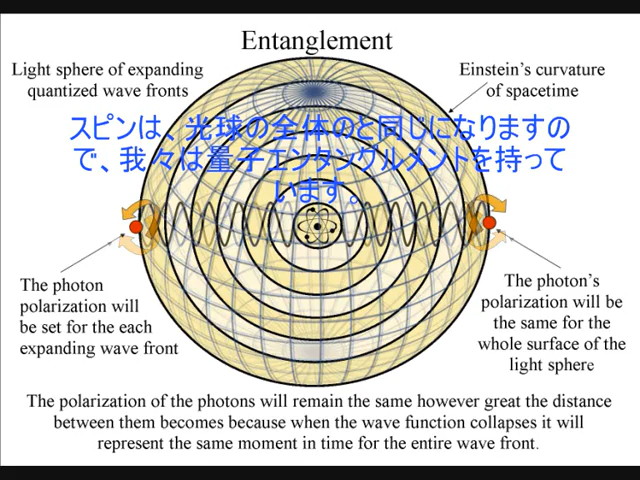 Entanglement
Light sphere of expanding
quantized wave fronts
Einstein's curvature
of spacetime
スピンは、光球の全体のと同じになりますの
で、我々は量子エンタングルメントを持って
います。
The photon
polarization will
be set for the each
expanding wave front
The photon's
polarization will be
the same for the
whole surface of the
light sphere
The polarization of the photons will remain the same however great the distance
between them becomes because when the wave function collapses it will
represent the same moment in time for the entire wave front.